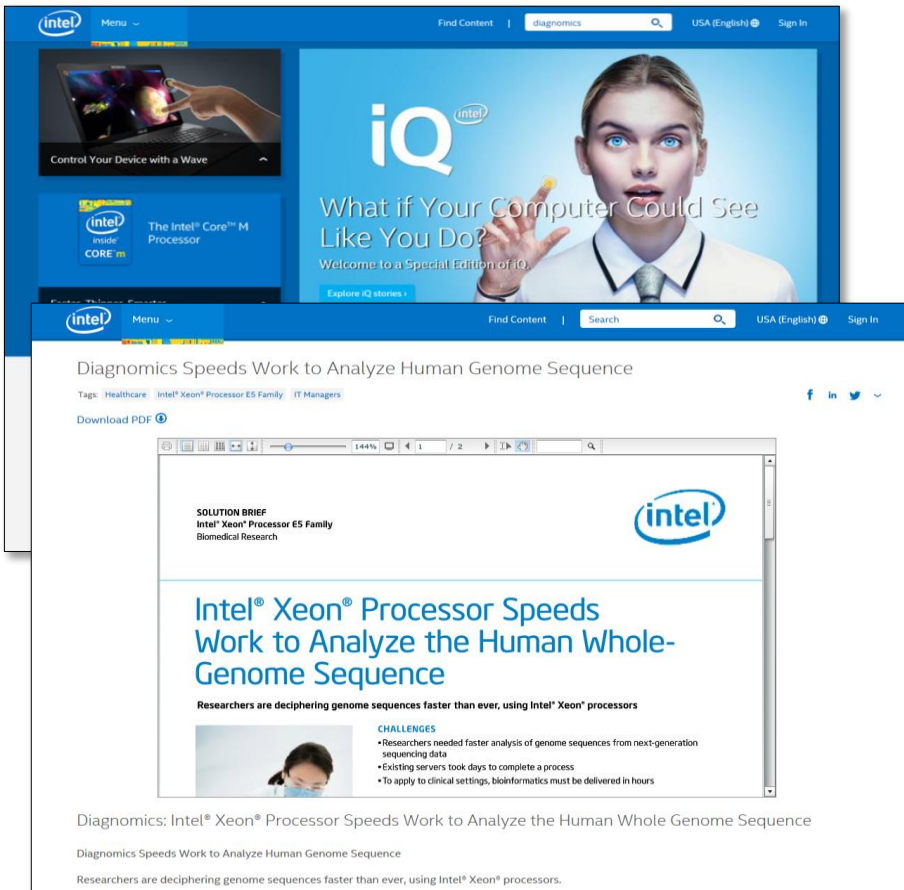 intel Menu Find Content | diagnomics USA (English) Sign In
Control Your Device with a Wave
intel inside CORE m
The Intel® Core™ M
Processor
iQ intel
What if Your Computer Could See
Like You Do?
Welcome to a Special Edition of iQ.
Explore iQ stories ›
intel Menu Find Content | Search USA (English) Sign In
Diagnomics Speeds Work to Analyze Human Genome Sequence
Tags: Healthcare Intel® Xeon® Processor E5 Family IT Managers
f in
Download PDF
144% 1 / 2
SOLUTION BRIEF
Intel® Xeon® Processor E5 Family
Biomedical Research
intel
Intel® Xeon® Processor Speeds
Work to Analyze the Human Whole-
Genome Sequence
Researchers are deciphering genome sequences faster than ever, using Intel® Xeon® processors
CHALLENGES
• Researchers needed faster analysis of genome sequences from next-generation
sequencing data
• Existing servers took days to complete a process
• To apply to clinical settings, bioinformatics must be delivered in hours
Diagnomics: Intel® Xeon® Processor Speeds Work to Analyze the Human Whole Genome Sequence
Diagnomics Speeds Work to Analyze Human Genome Sequence
Researchers are deciphering genome sequences faster than ever, using Intel® Xeon® processors.